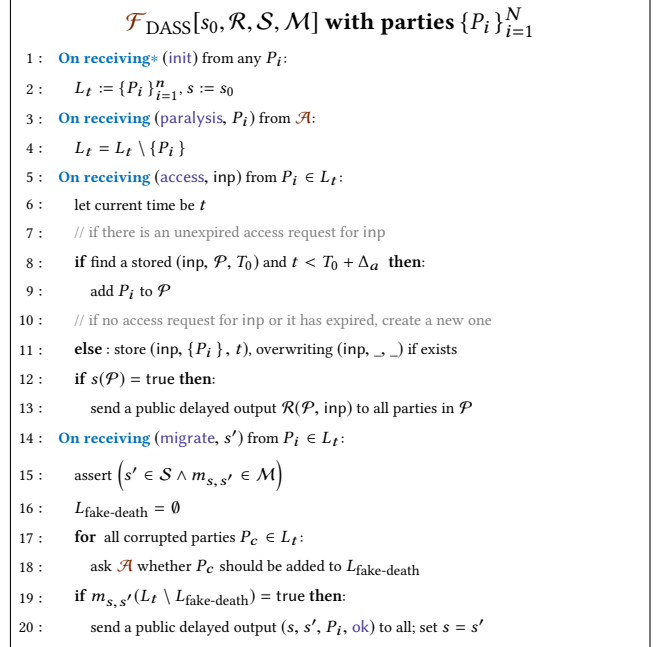 𝓕_DASS[s₀, 𝓡, 𝓢, 𝓜] with parties {P_i}_{i=1}^N
1 : On receiving* (init) from any P_i:
2 : L_t := {P_i}_{i=1}^n, s := s₀
3 : On receiving (paralysis, P_i) from 𝒜:
4 : L_t = L_t \ {P_i}
5 : On receiving (access, inp) from P_i ∈ L_t:
6 : let current time be t
7 : // if there is an unexpired access request for inp
8 : if find a stored (inp, 𝒫, T₀) and t < T₀ + Δ_a then:
9 : add P_i to 𝒫
10 : // if no access request for inp or it has expired, create a new one
11 : else : store (inp, {P_i}, t), overwriting (inp, _, _) if exists
12 : if s(𝒫) = true then:
13 : send a public delayed output 𝓡(𝒫, inp) to all parties in 𝒫
14 : On receiving (migrate, s′) from P_i ∈ L_t:
15 : assert (s′ ∈ 𝓢 ∧ m_{s,s′} ∈ 𝓜)
16 : L_fake-death = ∅
17 : for all corrupted parties P_c ∈ L_t:
18 : ask 𝒜 whether P_c should be added to L_fake-death
19 : if m_{s,s′}(L_t \ L_fake-death) = true then:
20 : send a public delayed output (s, s′, P_i, ok) to all; set s = s′